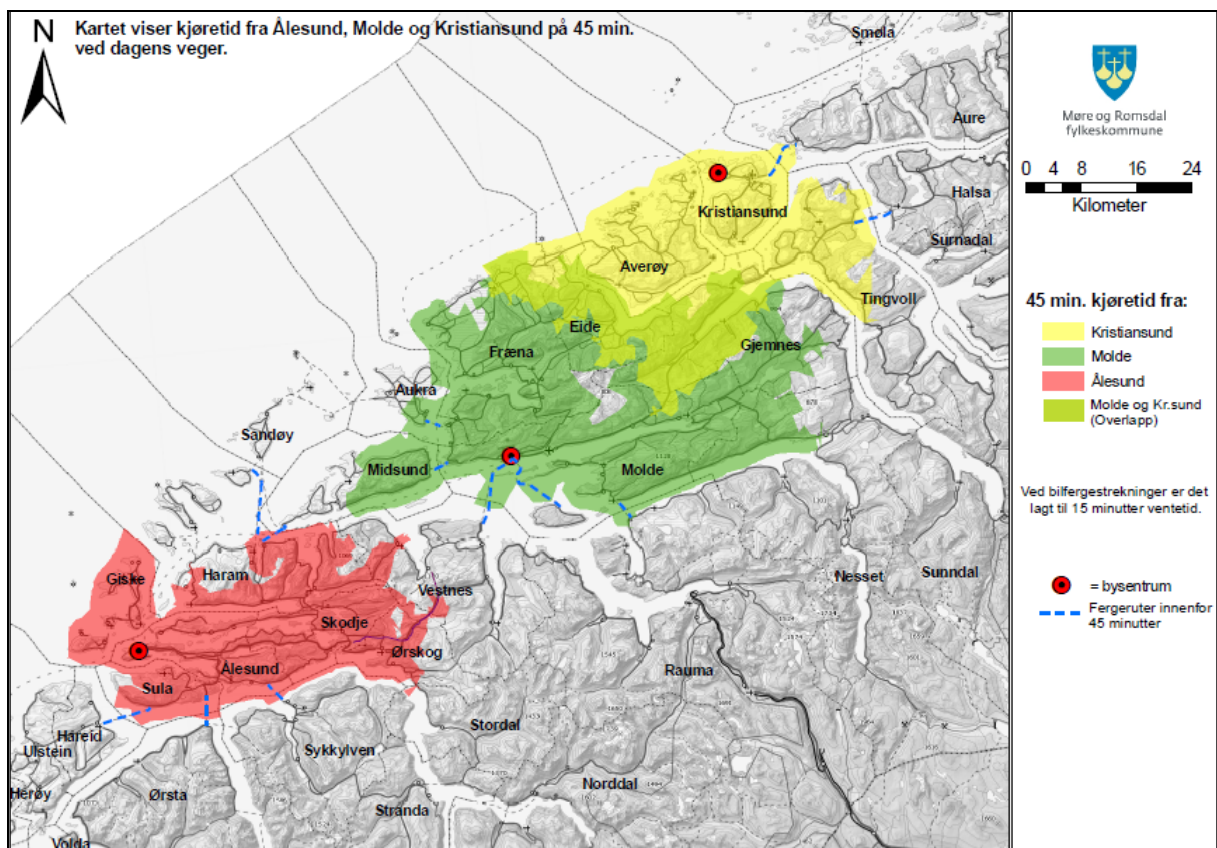 Kartet viser kjøretid fra Ålesund, Molde og Kristiansund på 45 min.
ved dagens veger.
N
Smøla
Aure
Kristiansund
Halsa
Surnadal
Averøy
Tingvoll
Eide
Fræna
Gjemnes
Aukra
Sandøy
Midsund
Molde
Haram
Giske
Vestnes
Nesset
Sunndal
Skodje
Ørskog
Ålesund
Sula
Rauma
Stordal
Hareid
Ulstein
Sykkylven
Herøy
Ørsta
Norddal
Stranda
Volda
Møre og Romsdal
fylkeskommune
0 4 8 16 24
Kilometer
45 min. kjøretid fra:
Kristiansund
Molde
Ålesund
Molde og Kr.sund
(Overlapp)
Ved bilfergestrekninger er det
lagt til 15 minutter ventetid.
= bysentrum
Fergeruter innenfor
45 minutter